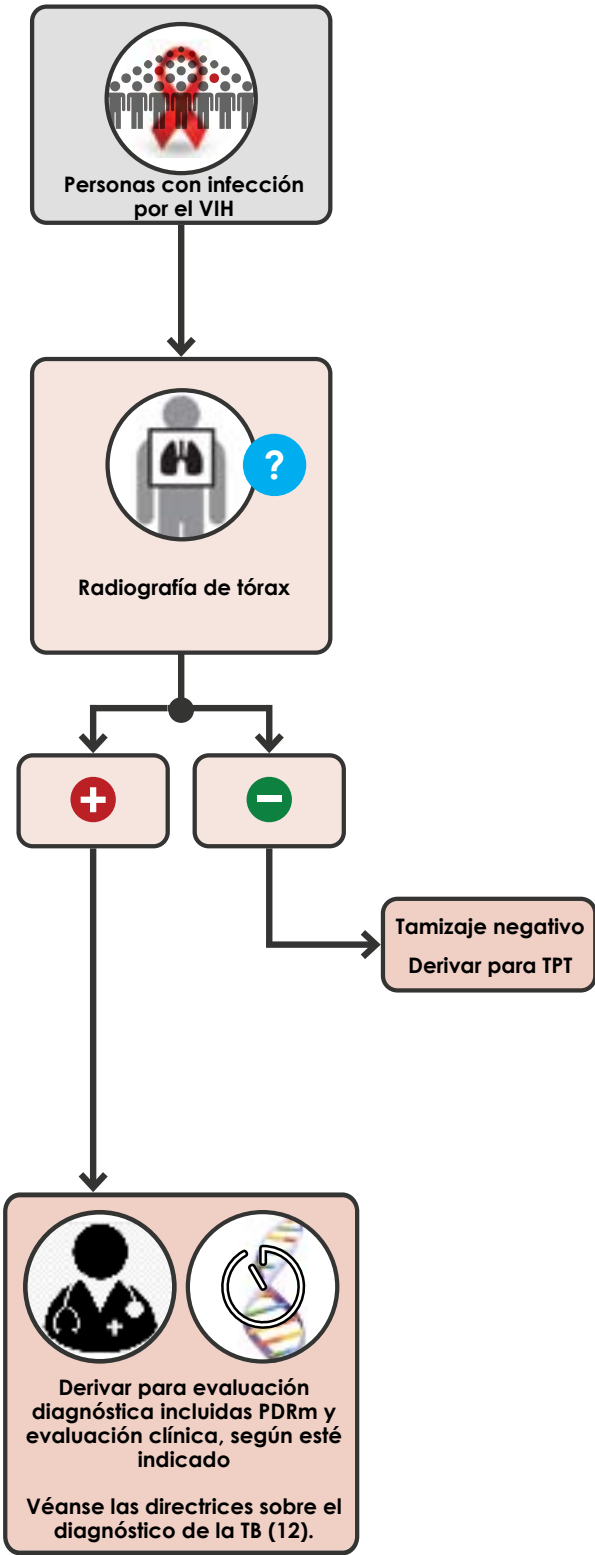 Personas con infección
por el VIH
?
Radiografía de tórax
+
−
Tamizaje negativo
Derivar para TPT
Derivar para evaluación
diagnóstica incluidas PDRm y
evaluación clínica, según esté
indicado
Véanse las directrices sobre el
diagnóstico de la TB (12).